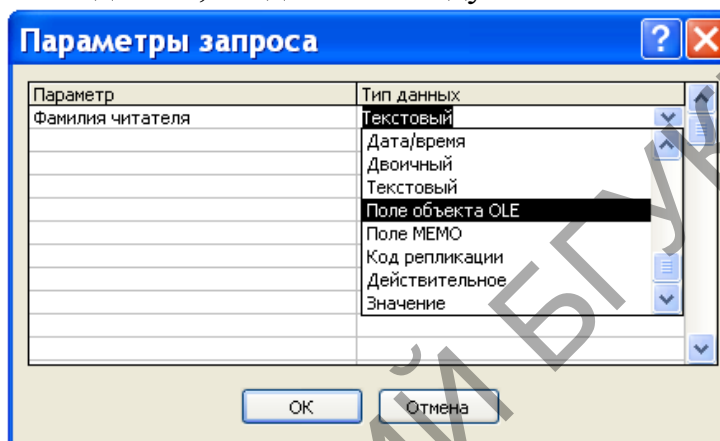 Параметры запроса
Параметр Тип данных
Фамилия читателя Текстовый
Дата/время
Двоичный
Текстовый
Поле объекта OLE
Поле МЕМО
Код репликации
Действительное
Значение
ОК Отмена